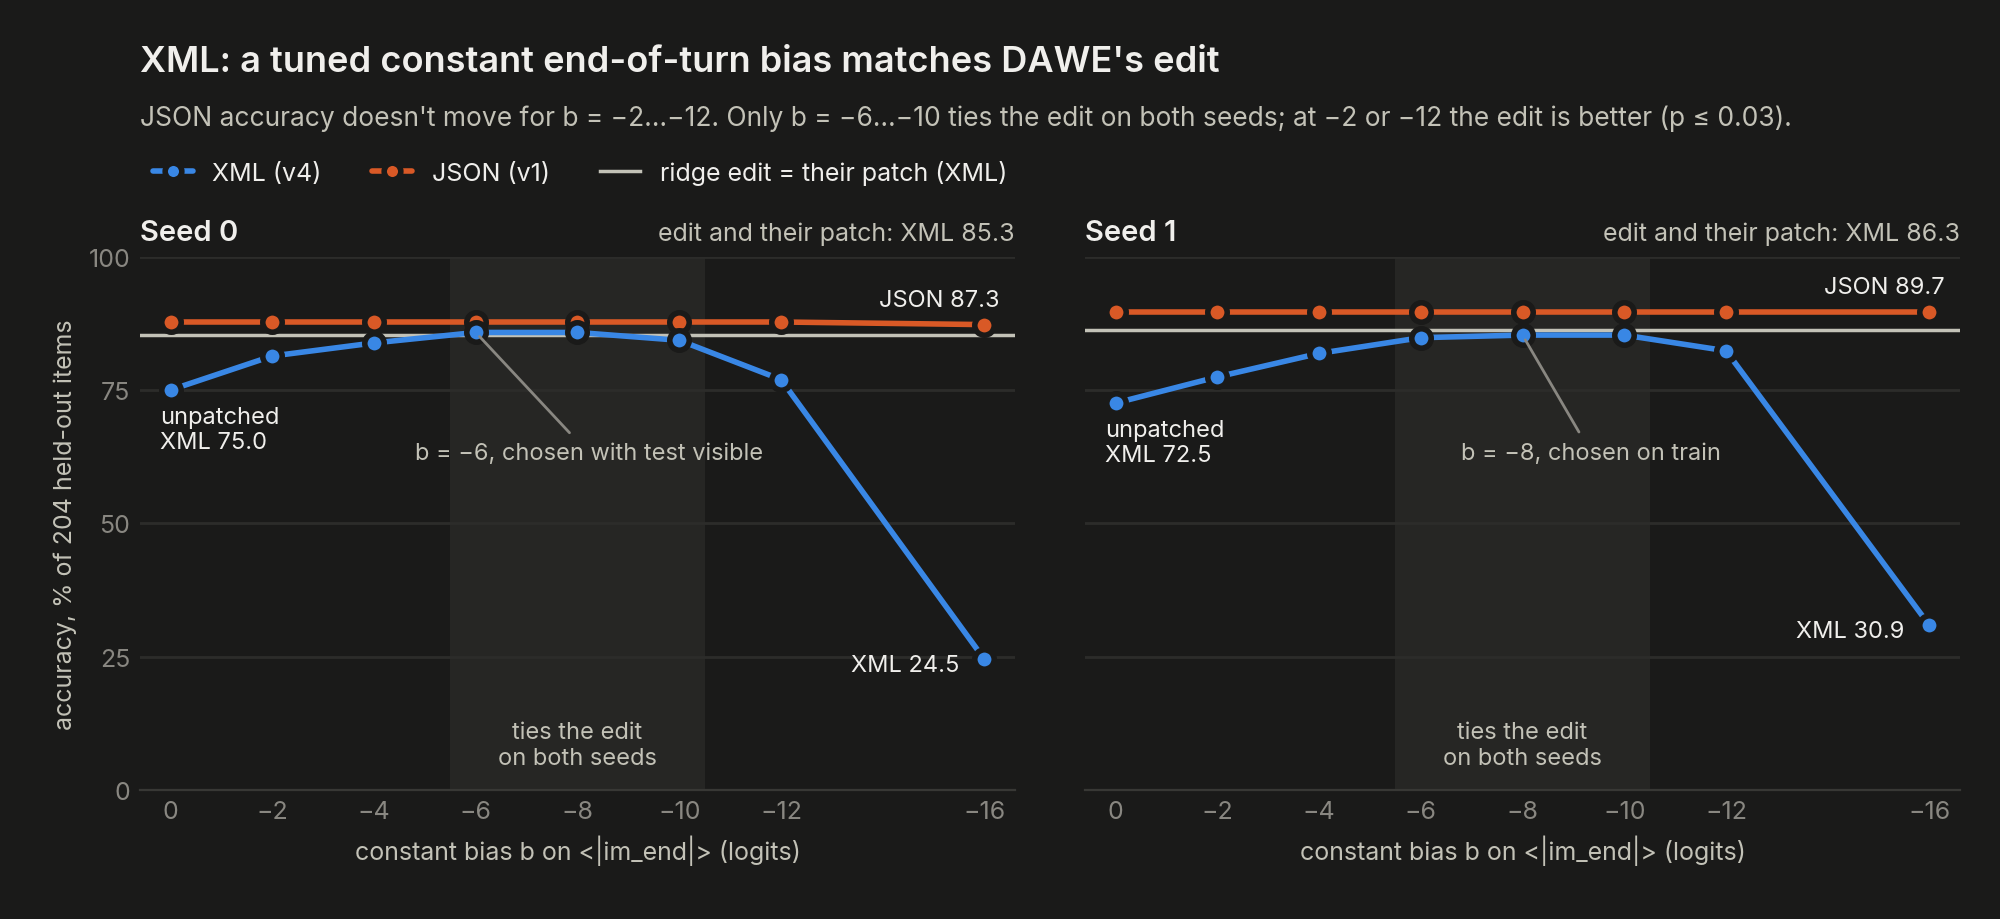 XML: a tuned constant end-of-turn bias matches DAWE's edit
JSON accuracy doesn't move for b = −2…−12. Only b = −6…−10 ties the edit on both seeds; at −2 or −12 the edit is better (p ≤ 0.03).
XML (v4)
JSON (v1)
ridge edit = their patch (XML)
Seed 0
edit and their patch: XML 85.3
accuracy, % of 204 held-out items
100
75
50
25
0
JSON 87.3
unpatched
XML 75.0
b = −6, chosen with test visible
XML 24.5
ties the edit
on both seeds
0 −2 −4 −6 −8 −10 −12 −16
constant bias b on <|im_end|> (logits)
Seed 1
edit and their patch: XML 86.3
JSON 89.7
unpatched
XML 72.5
b = −8, chosen on train
XML 30.9
ties the edit
on both seeds
0 −2 −4 −6 −8 −10 −12 −16
constant bias b on <|im_end|> (logits)